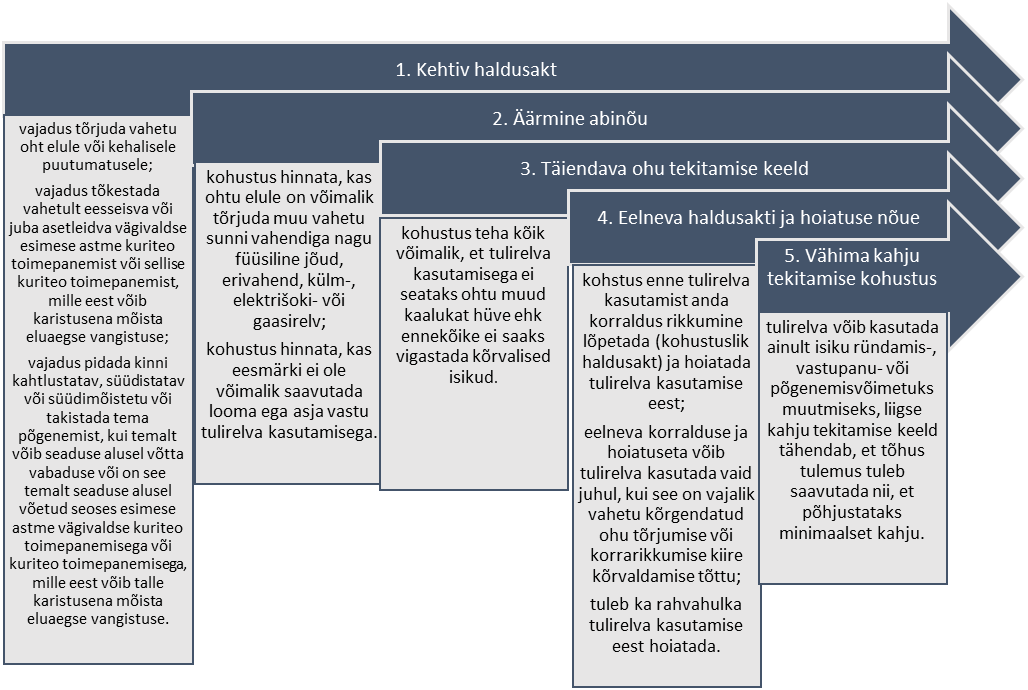 1. Kehtiv haldusakt
vajadus tõrjuda vahetu
oht elule või kehalisele
puutumatusele;
vajadus tõkestada
vahetult eesseisva või
juba asetleidva vägivaldse
esimese astme kuriteo
toimepanemist või sellise
kuriteo toimepanemist,
mille eest võib
karistusena mõista
eluaegse vangistuse;
vajadus pidada kinni
kahtlustatav, süüdistatav
või süüdimõistetu või
takistada tema
põgenemist, kui temalt
võib seaduse alusel võtta
vabaduse või on see
temalt seaduse alusel
võetud seoses esimese
astme vägivaldse kuriteo
toimepanemisega või
kuriteo toimepanemisega,
mille eest võib talle
karistusena mõista
eluaegse vangistuse.
2. Äärmine abinõu
kohustus hinnata, kas
ohtu elule on võimalik
tõrjuda muu vahetu
sunni vahendiga nagu
füüsiline jõud,
erivahend, külm-,
elektrišoki- või
gaasirelv;
kohustus hinnata, kas
eesmärki ei ole
võimalik saavutada
looma ega asja vastu
tulirelva kasutamisega.
3. Täiendava ohu tekitamise keeld
kohustus teha kõik
võimalik, et tulirelva
kasutamisega ei
seataks ohtu muud
kaalukat hüve ehk
ennekõike ei saaks
vigastada kõrvalised
isikud.
4. Eelneva haldusakti ja hoiatuse nõue
kohstus enne tulirelva
kasutamist anda
korraldus rikkumine
lõpetada (kohustuslik
haldusakt) ja hoiatada
tulirelva kasutamise
eest;
eelneva korralduse ja
hoiatuseta võib
tulirelva kasutada vaid
juhul, kui see on vajalik
vahetu kõrgendatud
ohu tõrjumise või
korrarikkumise kiire
kõrvaldamise tõttu;
tuleb ka rahvahulka
tulirelva kasutamise
eest hoiatada.
5. Vähima kahju
tekitamise kohustus
tulirelva võib kasutada
ainult isiku ründamis-,
vastupanu- või
põgenemisvõimetuks
muutmiseks, liigse
kahju tekitamise keeld
tähendab, et tõhus
tulemus tuleb
saavutada nii, et
põhjustataks
minimaalset kahju.